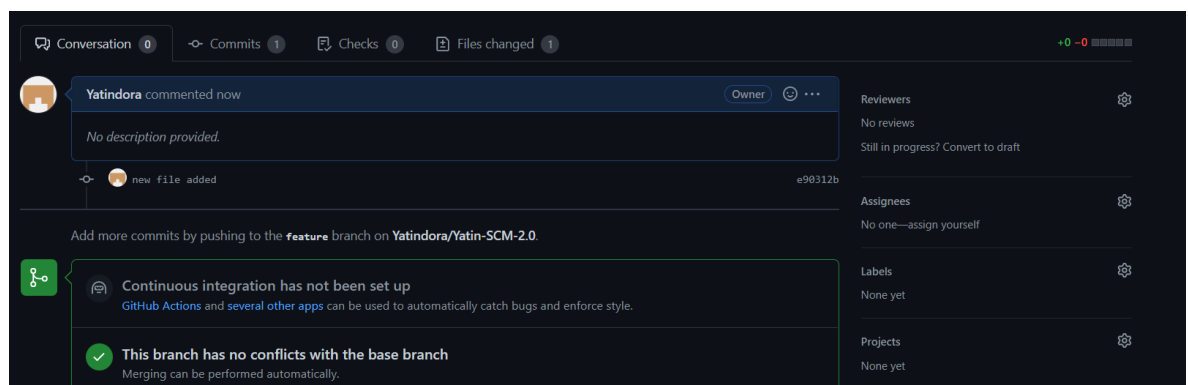 Conversation 0 Commits 1 Checks 0 Files changed 1 +0 −0
Yatindora commented now Owner
No description provided.
new file added e90312b
Add more commits by pushing to the feature branch on Yatindora/Yatin-SCM-2.0.
Continuous integration has not been set up
GitHub Actions and several other apps can be used to automatically catch bugs and enforce style.
This branch has no conflicts with the base branch
Merging can be performed automatically.
Reviewers
No reviews
Still in progress? Convert to draft
Assignees
No one—assign yourself
Labels
None yet
Projects
None yet